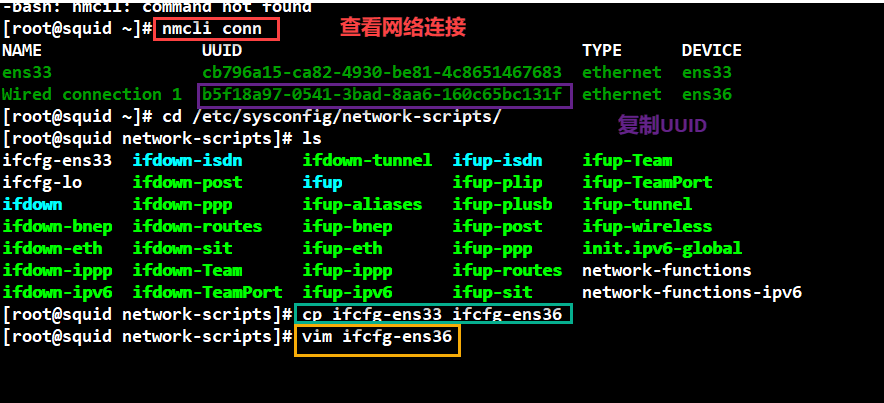 -bash: nmcil: command not found
[root@squid ~]# nmcli conn 查看网络连接
NAME UUID TYPE DEVICE
ens33 cb796a15-ca82-4930-be81-4c8651467683 ethernet ens33
Wired connection 1 b5f18a97-0541-3bad-8aa6-160c65bc131f ethernet ens36
[root@squid ~]# cd /etc/sysconfig/network-scripts/ 复制UUID
[root@squid network-scripts]# ls
ifcfg-ens33 ifdown-isdn ifdown-tunnel ifup-isdn ifup-Team
ifcfg-lo ifdown-post ifup ifup-plip ifup-TeamPort
ifdown ifdown-ppp ifup-aliases ifup-plusb ifup-tunnel
ifdown-bnep ifdown-routes ifup-bnep ifup-post ifup-wireless
ifdown-eth ifdown-sit ifup-eth ifup-ppp init.ipv6-global
ifdown-ippp ifdown-Team ifup-ippp ifup-routes network-functions
ifdown-ipv6 ifdown-TeamPort ifup-ipv6 ifup-sit network-functions-ipv6
[root@squid network-scripts]# cp ifcfg-ens33 ifcfg-ens36
[root@squid network-scripts]# vim ifcfg-ens36